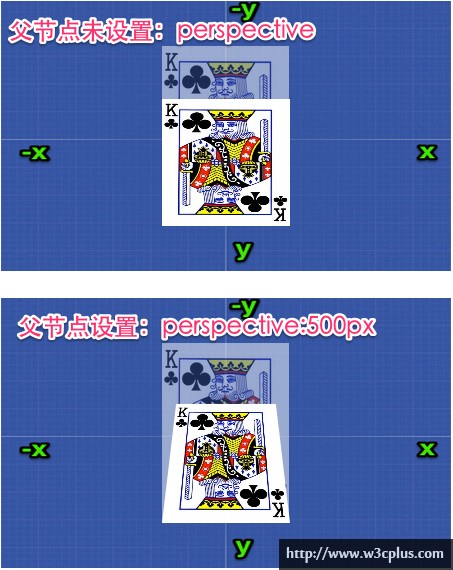 -y
父节点未设置：perspective
K
K
-x
x
K
y
-y
父节点设置：perspective:500px
K
K
-x
x
K
y
http://www.w3cplus.com